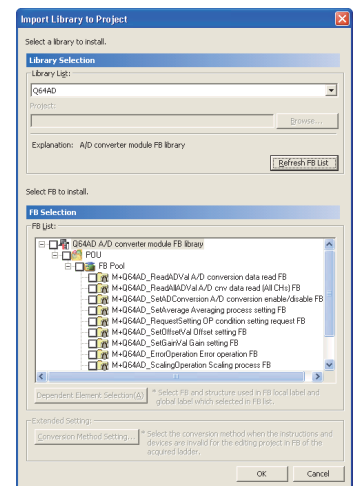 Import Library to Project
Select a library to install.
Library Selection
Library List:
Q64AD
Project:
Browse...
Explanation: A/D converter module FB library
Refresh FB List
Select FB to install.
FB Selection
FB List:
Q64AD A/D converter module FB library
POU
FB Pool
M+Q64AD_ReadADVal A/D conversion data read FB
M+Q64AD_ReadAllADVal A/D cnv data read (All CHs) FB
M+Q64AD_SetADConversion A/D conversion enable/disable FB
M+Q64AD_SetAverage Averaging process setting FB
M+Q64AD_RequestSetting OP condition setting request FB
M+Q64AD_SetOffsetVal Offset setting FB
M+Q64AD_SetGainVal Gain setting FB
M+Q64AD_ErrorOperation Error operation FB
M+Q64AD_ScalingOperation Scaling process FB
Dependent Element Selection(A)
* Select FB and structure used in FB local label and
global label which selected in FB list.
Extended Setting:
Conversion Method Setting...
* Select the conversion method when the instructions and
devices are invalid for the editing project in FB of the
acquired ladder.
OK
Cancel